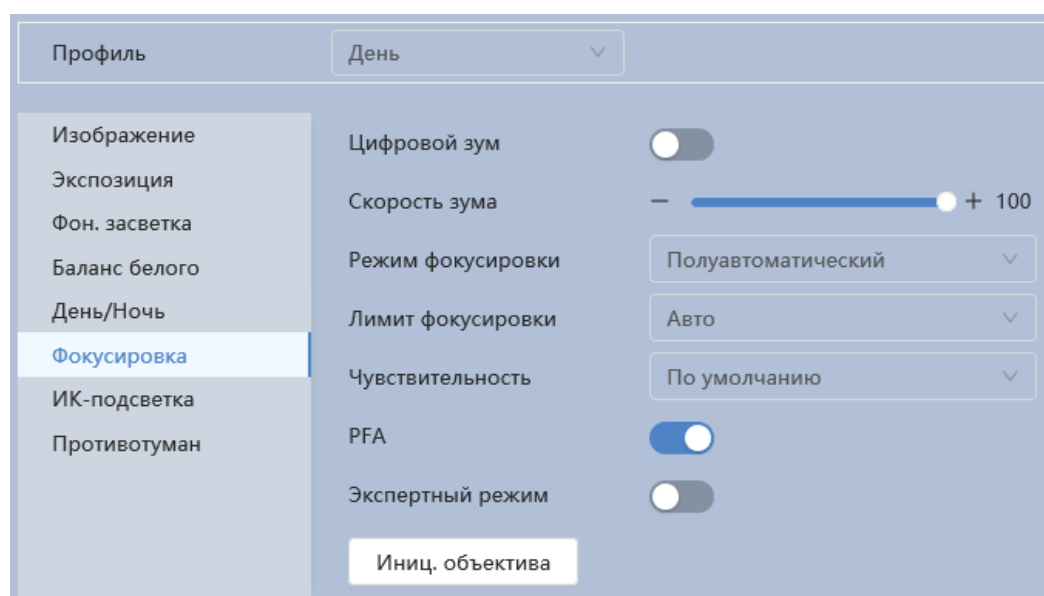 Профиль День
Изображение
Экспозиция
Фон. засветка
Баланс белого
День/Ночь
Фокусировка
ИК-подсветка
Противотуман
Цифровой зум
Скорость зума − + 100
Режим фокусировки Полуавтоматический
Лимит фокусировки Авто
Чувствительность По умолчанию
PFA
Экспертный режим
Иниц. объектива